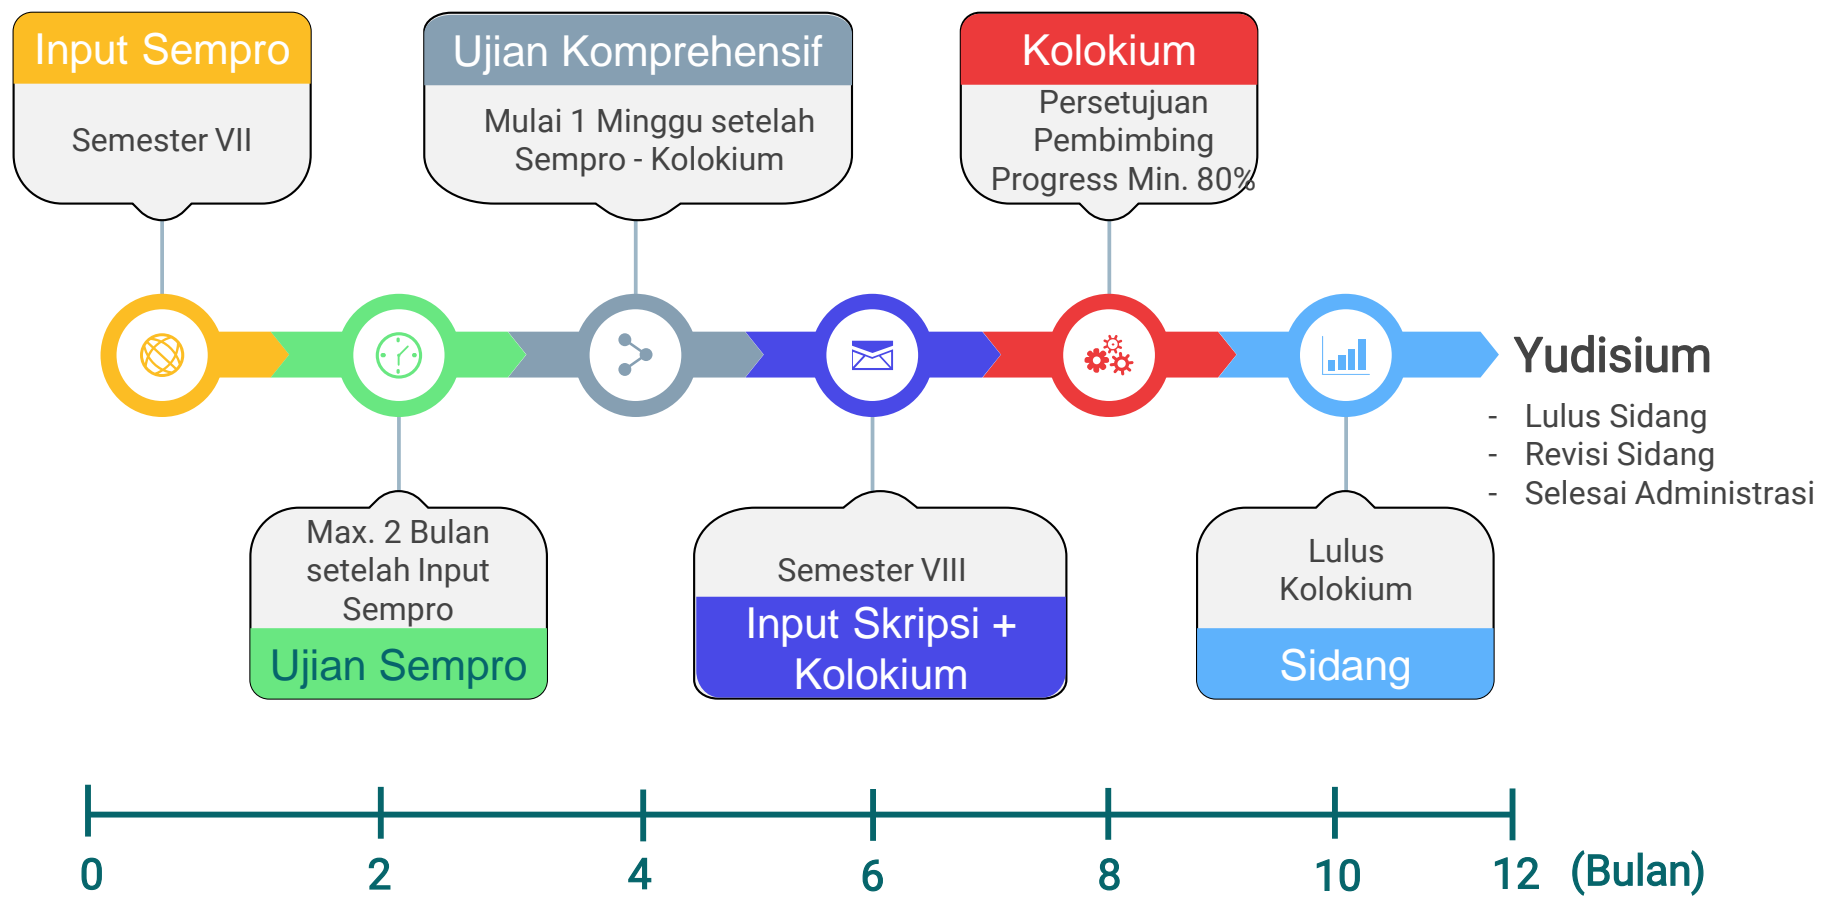 Input Sempro
Semester VII
Ujian Komprehensif
Mulai 1 Minggu setelah
Sempro - Kolokium
Kolokium
Persetujuan
Pembimbing
Progress Min. 80%
Yudisium
- Lulus Sidang
- Revisi Sidang
- Selesai Administrasi
Max. 2 Bulan
setelah Input
Sempro
Ujian Sempro
Semester VIII
Input Skripsi +
Kolokium
Lulus
Kolokium
Sidang
0 2 4 6 8 10 12 (Bulan)